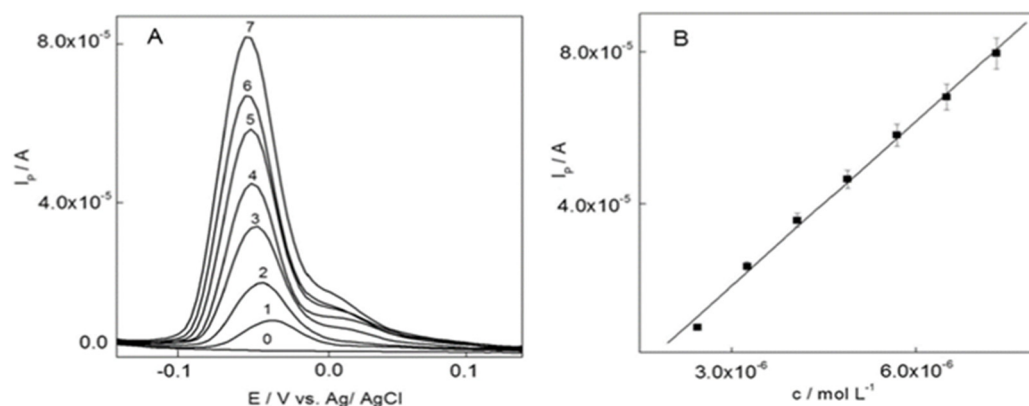 A
8.0x10⁻⁵
4.0x10⁻⁵
0.0
Iₚ / A
7
6
5
4
3
2
1
0
-0.1
0.0
0.1
E / V vs. Ag/ AgCl
B
8.0x10⁻⁵
4.0x10⁻⁵
Iₚ / A
3.0x10⁻⁶
6.0x10⁻⁶
c / mol L⁻¹